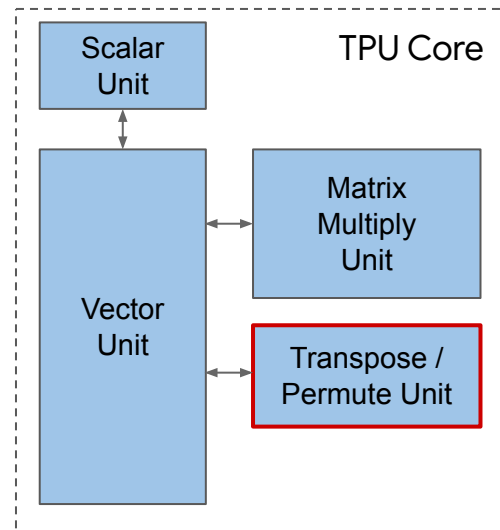 Scalar
Unit
TPU Core
Vector
Unit
Matrix
Multiply
Unit
Transpose /
Permute Unit